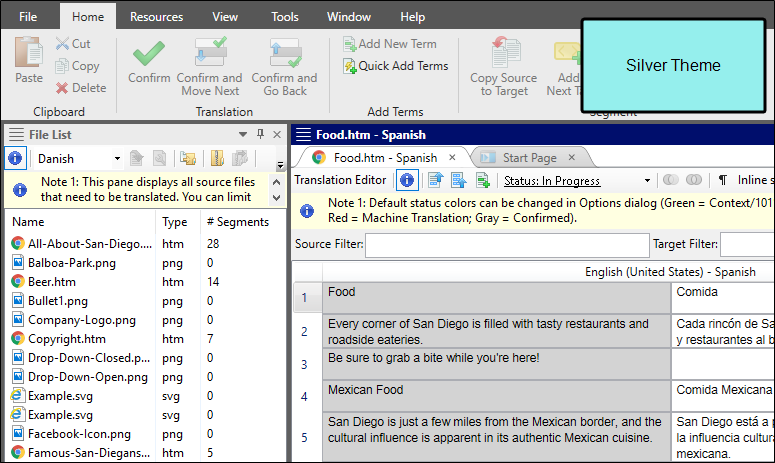 File Home Resources View Tools Window Help
Paste
Cut
Copy
Delete
Clipboard
Confirm
Confirm and
Move Next
Confirm and
Go Back
Translation
Add New Term
Quick Add Terms
Add Terms
Copy Source
to Target
Add
Next T
Silver Theme
File List
Danish
Note 1: This pane displays all source files
that need to be translated. You can limit
Name Type # Segments
All-About-San-Diego.... htm 28
Balboa-Park.png png 0
Beer.htm htm 14
Bullet1.png png 0
Company-Logo.png png 0
Copyright.htm htm 7
Drop-Down-Closed.p... png 0
Drop-Down-Open.png png 0
Example.svg svg 0
Example.svg svg 0
Facebook-Icon.png png 0
Famous-San-Diegans... htm 5
Food.htm - Spanish
Food.htm - Spanish Start Page
Translation Editor Status: In Progress Inline s
Note 1: Default status colors can be changed in Options dialog (Green = Context/101
Red = Machine Translation; Gray = Confirmed).
Source Filter: Target Filter:
English (United States) - Spanish
1 Food Comida
2 Every corner of San Diego is filled with tasty restaurants and Cada rincón de Sa
roadside eateries. y restaurantes al b
3 Be sure to grab a bite while you're here!
4 Mexican Food Comida Mexicana
5 San Diego is just a few miles from the Mexican border, and the San Diego está a p
cultural influence is apparent in its authentic Mexican cuisine. la influencia cultura
mexicana.